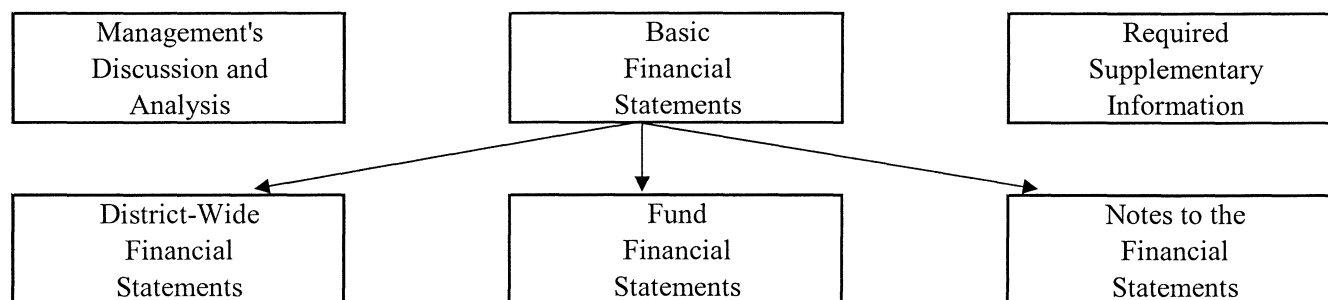 Management's
Discussion and
Analysis
Basic
Financial
Statements
Required
Supplementary
Information
District-Wide
Financial
Statements
Fund
Financial
Statements
Notes to the
Financial
Statements